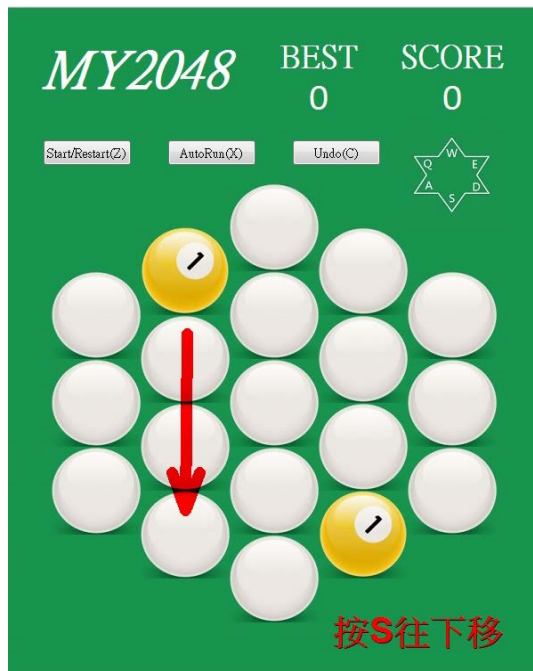 MY2048
BEST
SCORE
0
0
Start/Restart(Z)
AutoRun(X)
Undo(C)
W
Q
E
A
D
S
1
1
按S往下移